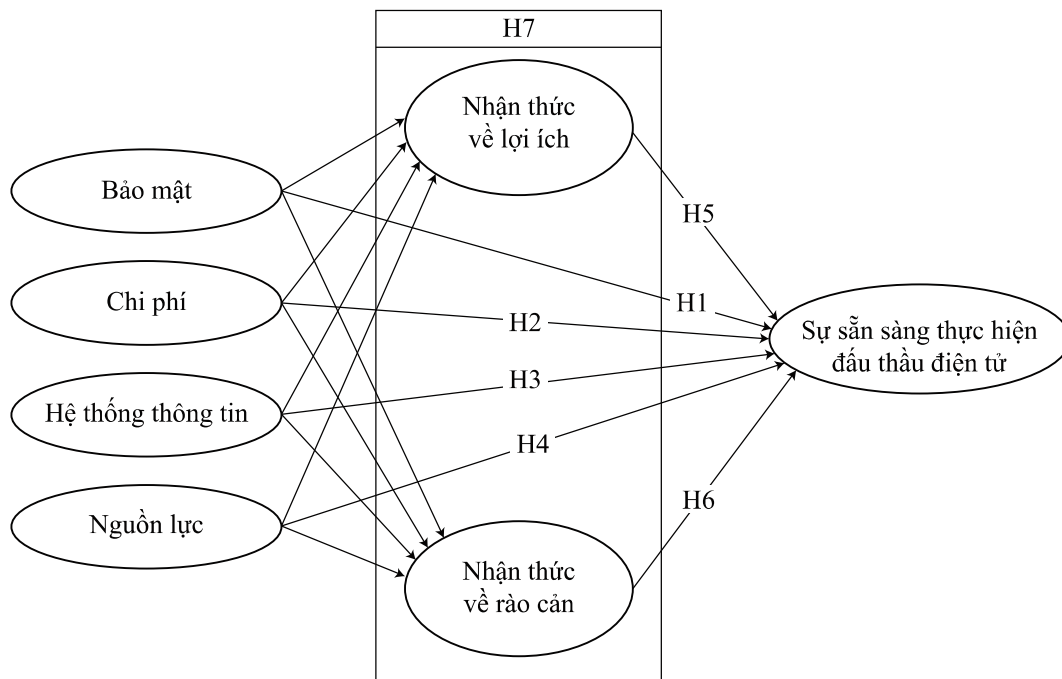 H7
Nhận thức
về lợi ích
Bảo mật
H5
Chi phí
H1
H2
Sự sẵn sàng thực hiện
đấu thầu điện tử
H3
Hệ thống thông tin
H4
H6
Nguồn lực
Nhận thức
về rào cản